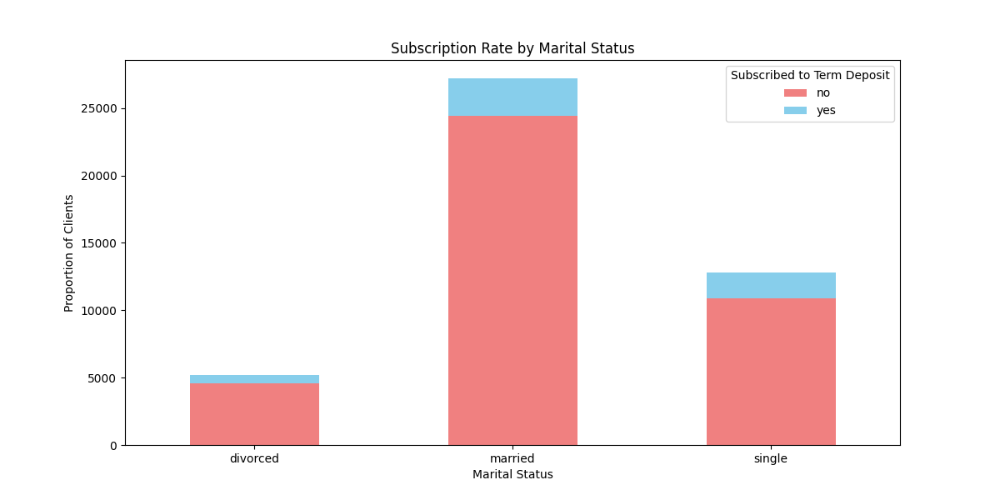 Subscription Rate by Marital Status
Subscribed to Term Deposit
no
yes
Proportion of Clients
25000
20000
15000
10000
5000
0
divorced
married
single
Marital Status